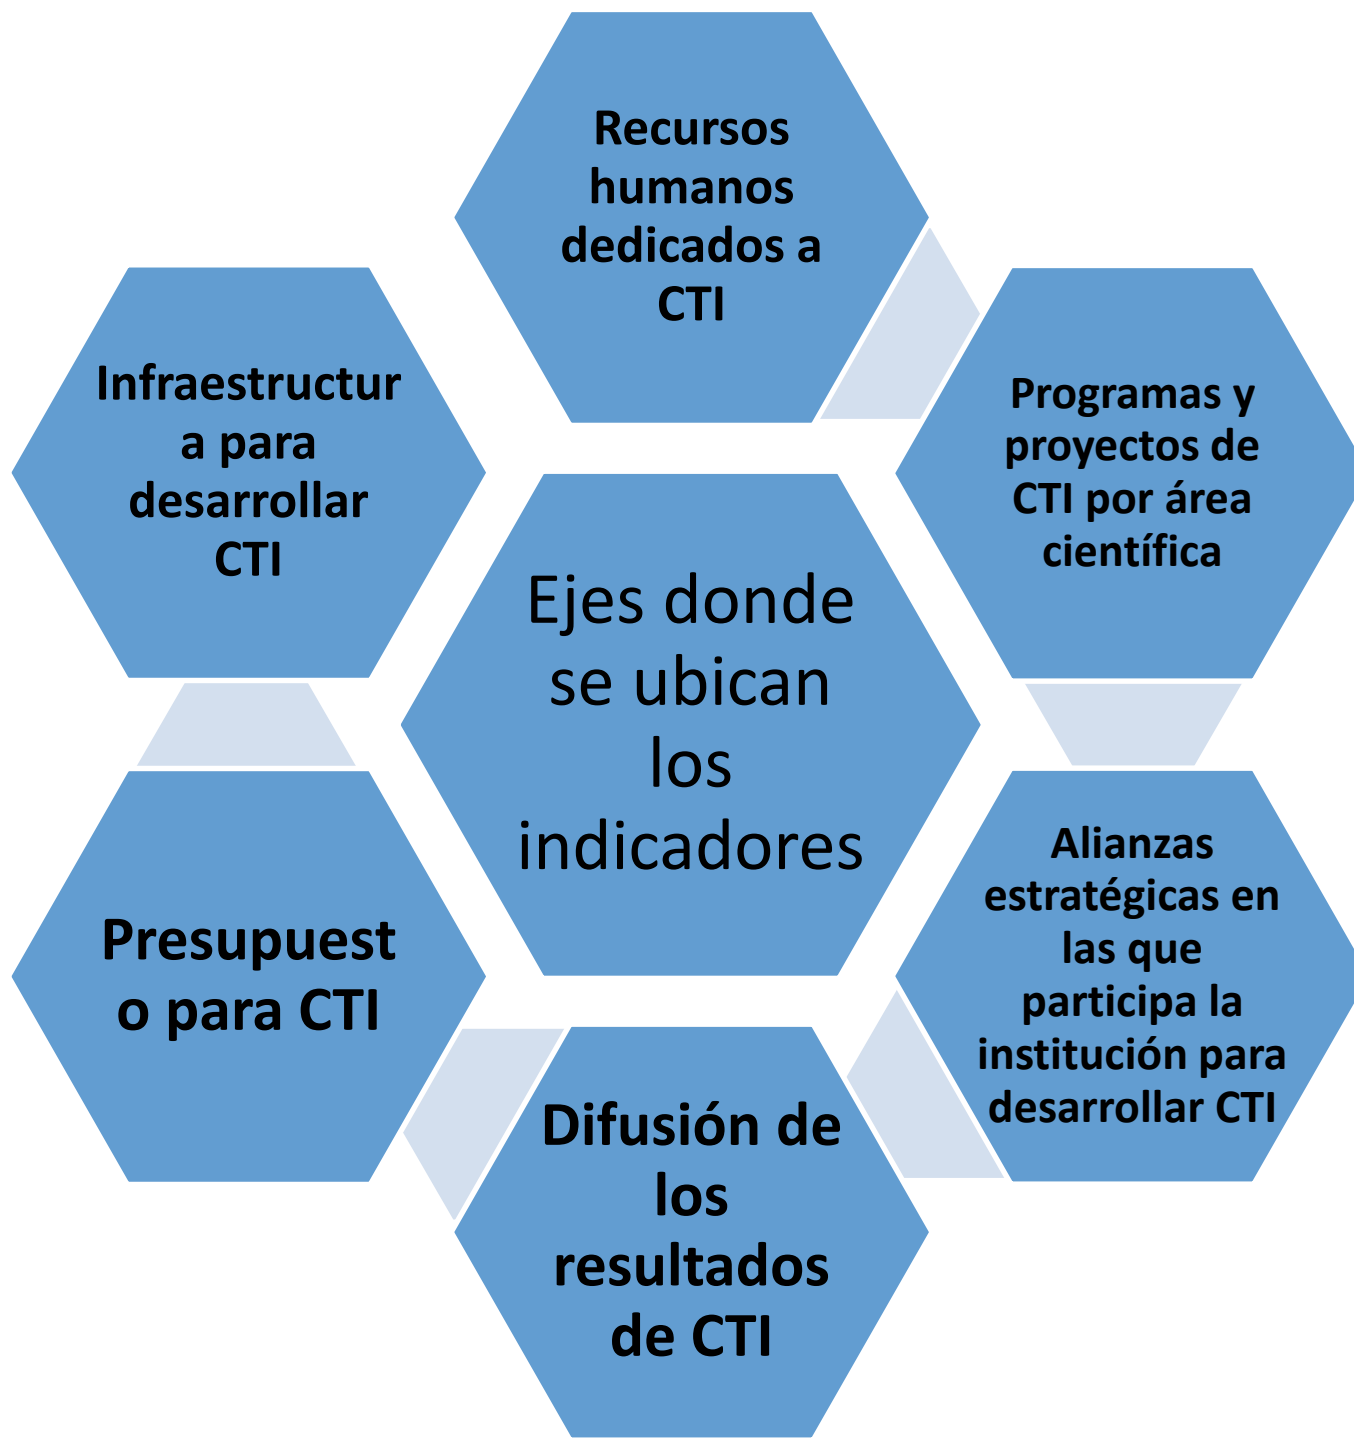 Recursos
humanos
dedicados a
CTI
Programas y
proyectos de
CTI por área
científica
Alianzas
estratégicas en
las que
participa la
institución para
desarrollar CTI
Difusión de
los
resultados
de CTI
Presupuest
o para CTI
Infraestructur
a para
desarrollar
CTI
Ejes donde
se ubican
los
indicadores